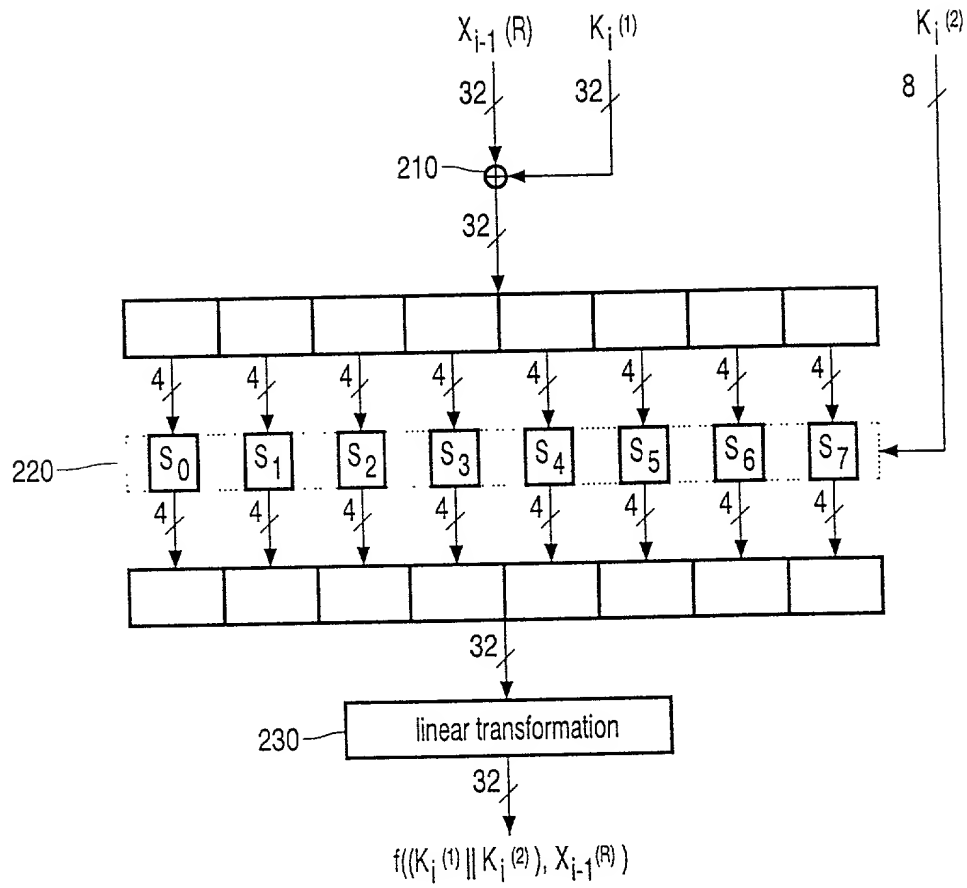 X_{i-1}(R) K_i^{(1)} K_i^{(2)}
32 32 8
210
32
4 4 4 4 4 4 4 4
220 S_0 S_1 S_2 S_3 S_4 S_5 S_6 S_7
4 4 4 4 4 4 4 4
32
230 linear transformation
32
f((K_i^{(1)} || K_i^{(2)}), X_{i-1}^{(R)})